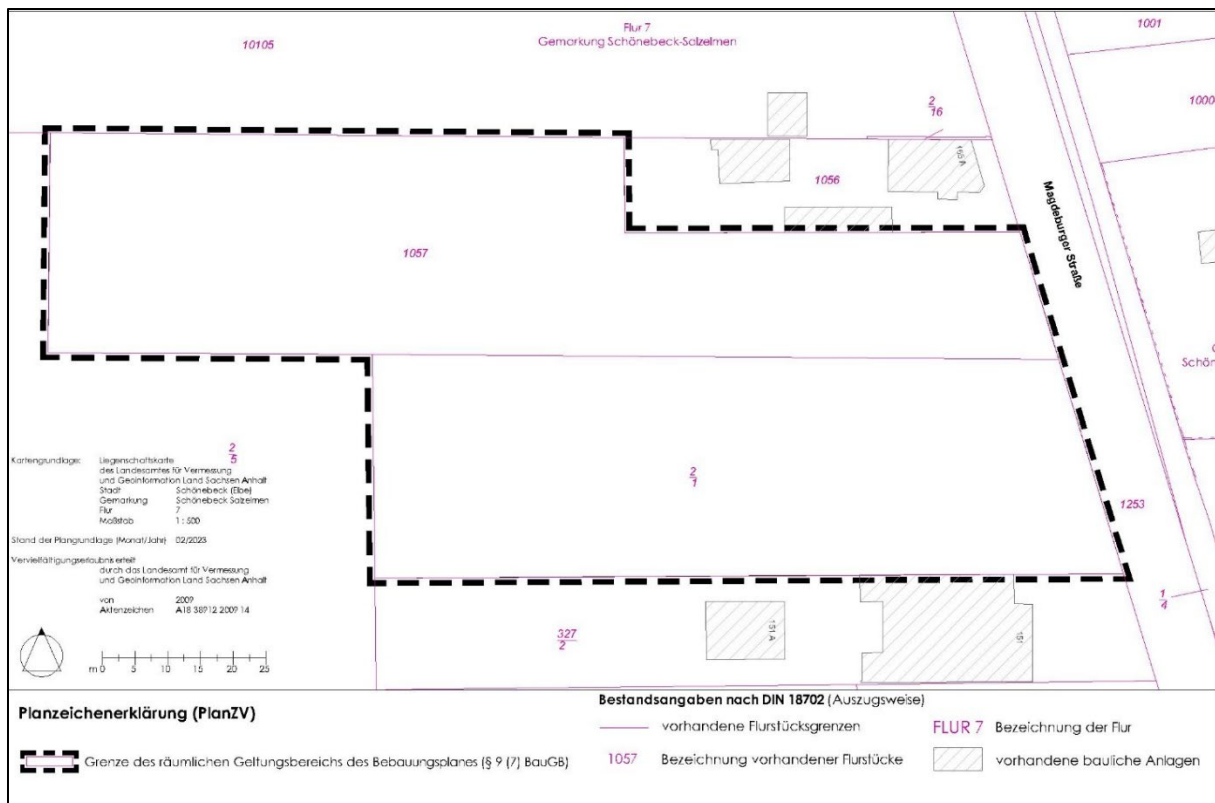 10105
Flur 7
Gemarkung Schönebeck-Salzelmen
1001
1000
2
16
1056
Magdeburger Straße
1057
Schön
2
5
2
1
1253
1
4
327
2
151 A
151
Kartengrundlage: Liegenschaftskarte
des Landesamtes für Vermessung
und Geoinformation Land Sachsen Anhalt
Stadt Schönebeck (Elbe)
Gemarkung Schönebeck Salzelmen
Flur 7
Maßstab 1 : 500
Stand der Plangrundlage (Monat/Jahr) 02/2023
Vervielfältigungserlaubnis erteilt
durch das Landesamt für Vermessung
und Geoinformation Land Sachsen Anhalt
von 2009
Aktenzeichen A18 38912 2009 14
m 0 5 10 15 20 25
Planzeichenerklärung (PlanZV)
Grenze des räumlichen Geltungsbereichs des Bebauungsplanes (§ 9 (7) BauGB)
Bestandsangaben nach DIN 18702 (Auszugsweise)
vorhandene Flurstücksgrenzen
FLUR 7 Bezeichnung der Flur
1057 Bezeichnung vorhandener Flurstücke
vorhandene bauliche Anlagen